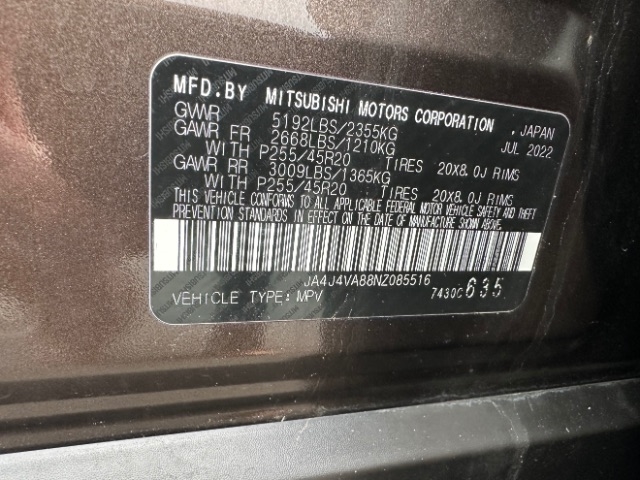 MFD.BY MITSUBISHI MOTORS CORPORATION , JAPAN
GVWR 5192LBS/2355KG JUL 2022
GAWR FR 2668LBS/1210KG
WITH P255/45R20 TIRES 20X8.0J RIMS
GAWR RR 3009LBS/1365KG
WITH P255/45R20 TIRES 20X8.0J RIMS
THIS VEHICLE CONFORMS TO ALL APPLICABLE FEDERAL MOTOR VEHICLE SAFETY AND THEFT
PREVENTION STANDARDS IN EFFECT ON THE DATE OF MANUFACTURE SHOWN ABOVE.
JA4J4VA88NZ085516
VEHICLE TYPE: MPV 7430C 635